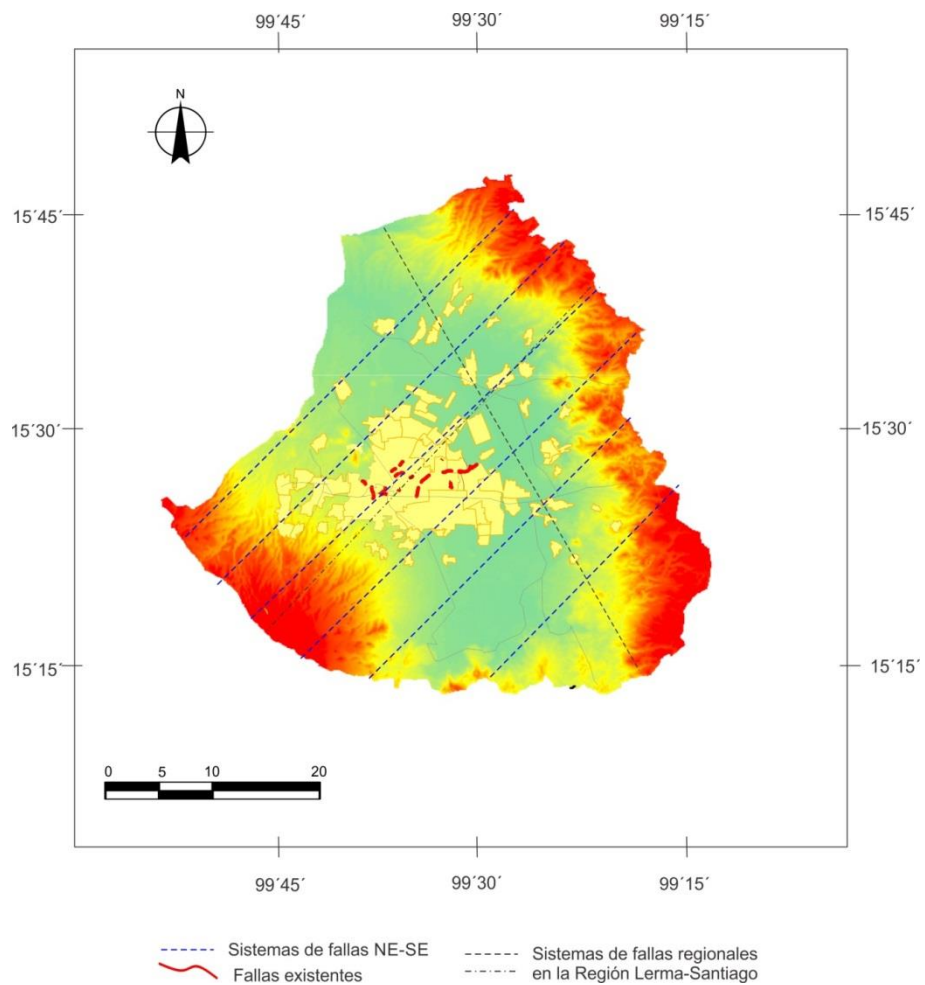 99´45´ 99´30´ 99´15´
N
15´45´ 15´45´
15´30´ 15´30´
15´15´ 15´15´
0 5 10 20
99´45´ 99´30´ 99´15´
Sistemas de fallas NE-SE
Fallas existentes
Sistemas de fallas regionales
en la Región Lerma-Santiago